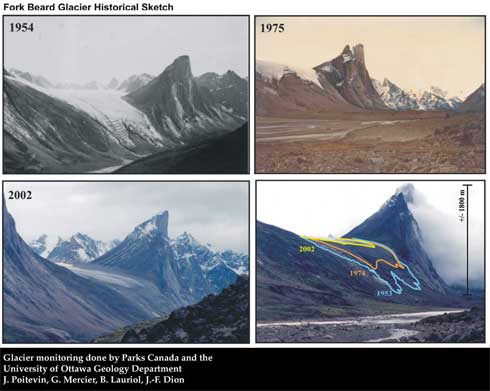 Fork Beard Glacier Historical Sketch
1954
1975
2002
+/- 1800 m
2002
1974
1953
Glacier monitoring done by Parks Canada and the
University of Ottawa Geology Department
J. Poitevin, G. Mercier, B. Lauriol, J.-F. Dion